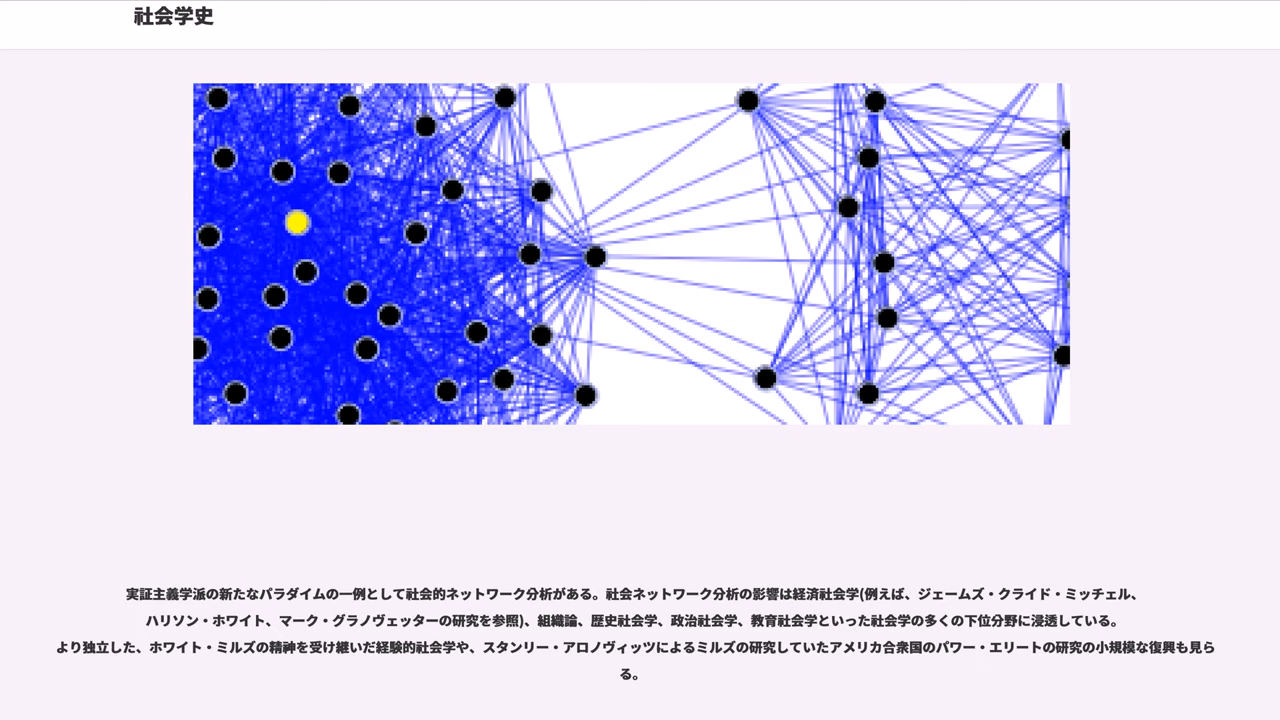 社会学史
実証主義学派の新たなパラダイムの一例として社会的ネットワーク分析がある。社会ネットワーク分析の影響は経済社会学(例えば、ジェームズ・クライド・ミッチェル、
ハリソン・ホワイト、マーク・グラノヴェッターの研究を参照)、組織論、歴史社会学、政治社会学、教育社会学といった社会学の多くの下位分野に浸透している。
より独立した、ホワイト・ミルズの精神を受け継いだ経験的社会学や、スタンリー・アロノヴィッツによるミルズの研究していたアメリカ合衆国のパワー・エリートの研究の小規模な復興も見ら
る。